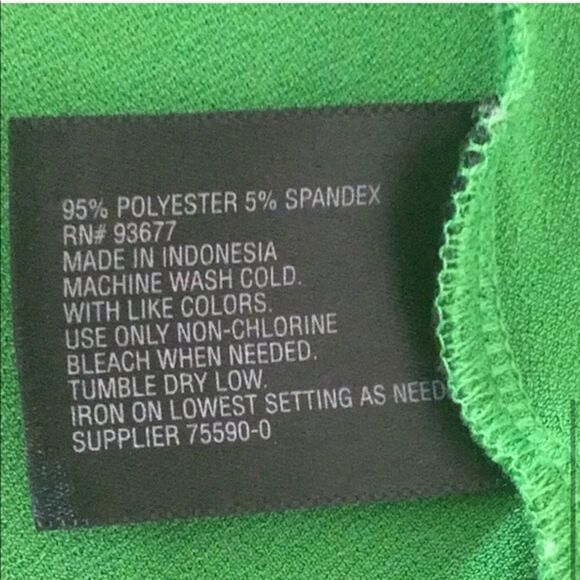 95% POLYESTER 5% SPANDEX
RN# 93677
MADE IN INDONESIA
MACHINE WASH COLD.
WITH LIKE COLORS.
USE ONLY NON-CHLORINE
BLEACH WHEN NEEDED.
TUMBLE DRY LOW.
IRON ON LOWEST SETTING AS NEED
SUPPLIER 75590-0